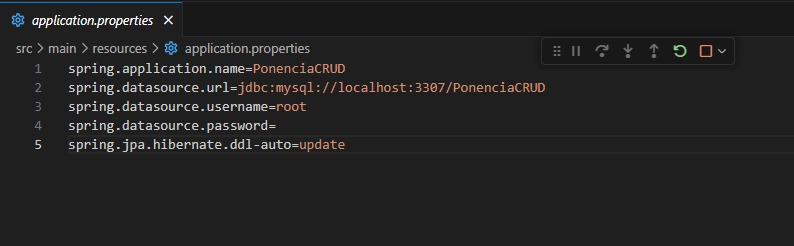 application.properties
src > main > resources > application.properties
1 spring.application.name=PonenciaCRUD
2 spring.datasource.url=jdbc:mysql://localhost:3307/PonenciaCRUD
3 spring.datasource.username=root
4 spring.datasource.password=
5 spring.jpa.hibernate.ddl-auto=update